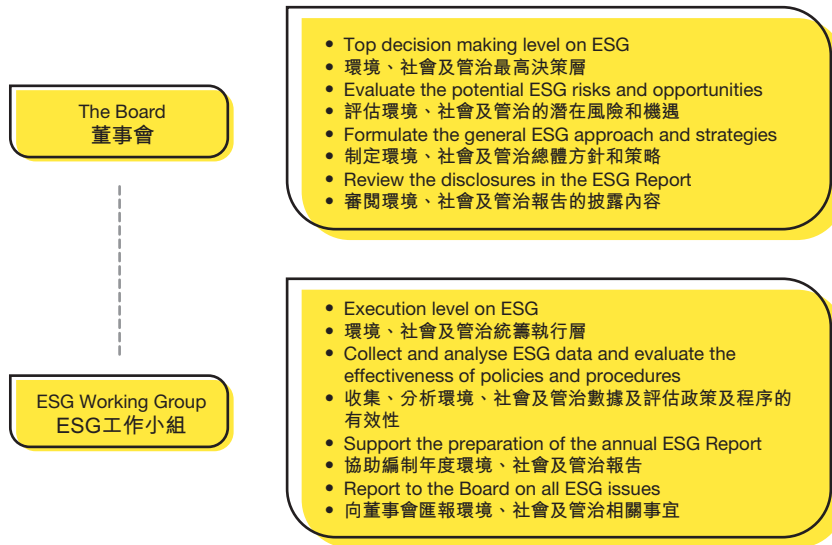 The Board
董事會
• Top decision making level on ESG
• 環境、社會及管治最高決策層
• Evaluate the potential ESG risks and opportunities
• 評估環境、社會及管治的潛在風險和機遇
• Formulate the general ESG approach and strategies
• 制定環境、社會及管治總體方針和策略
• Review the disclosures in the ESG Report
• 審閱環境、社會及管治報告的披露內容
ESG Working Group
ESG工作小組
• Execution level on ESG
• 環境、社會及管治統籌執行層
• Collect and analyse ESG data and evaluate the
effectiveness of policies and procedures
• 收集、分析環境、社會及管治數據及評估政策及程序的
有效性
• Support the preparation of the annual ESG Report
• 協助編制年度環境、社會及管治報告
• Report to the Board on all ESG issues
• 向董事會匯報環境、社會及管治相關事宜